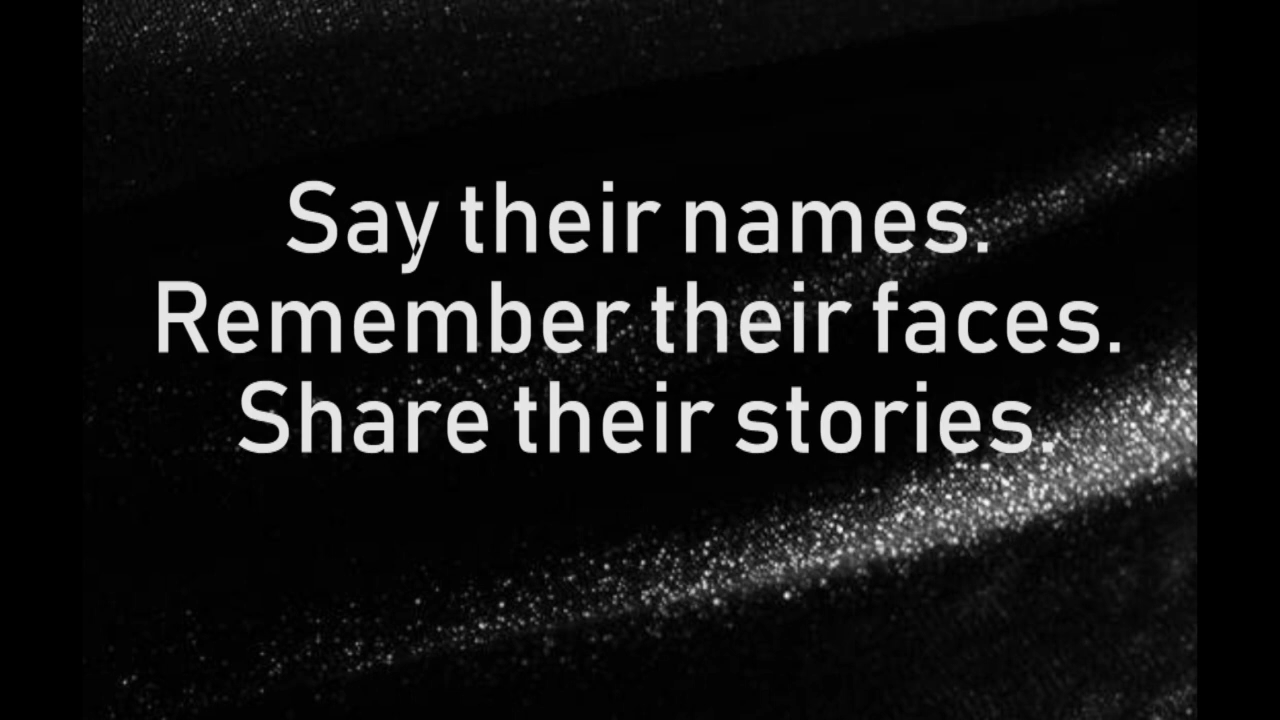 Say their names.
Remember their faces.
Share their stories.